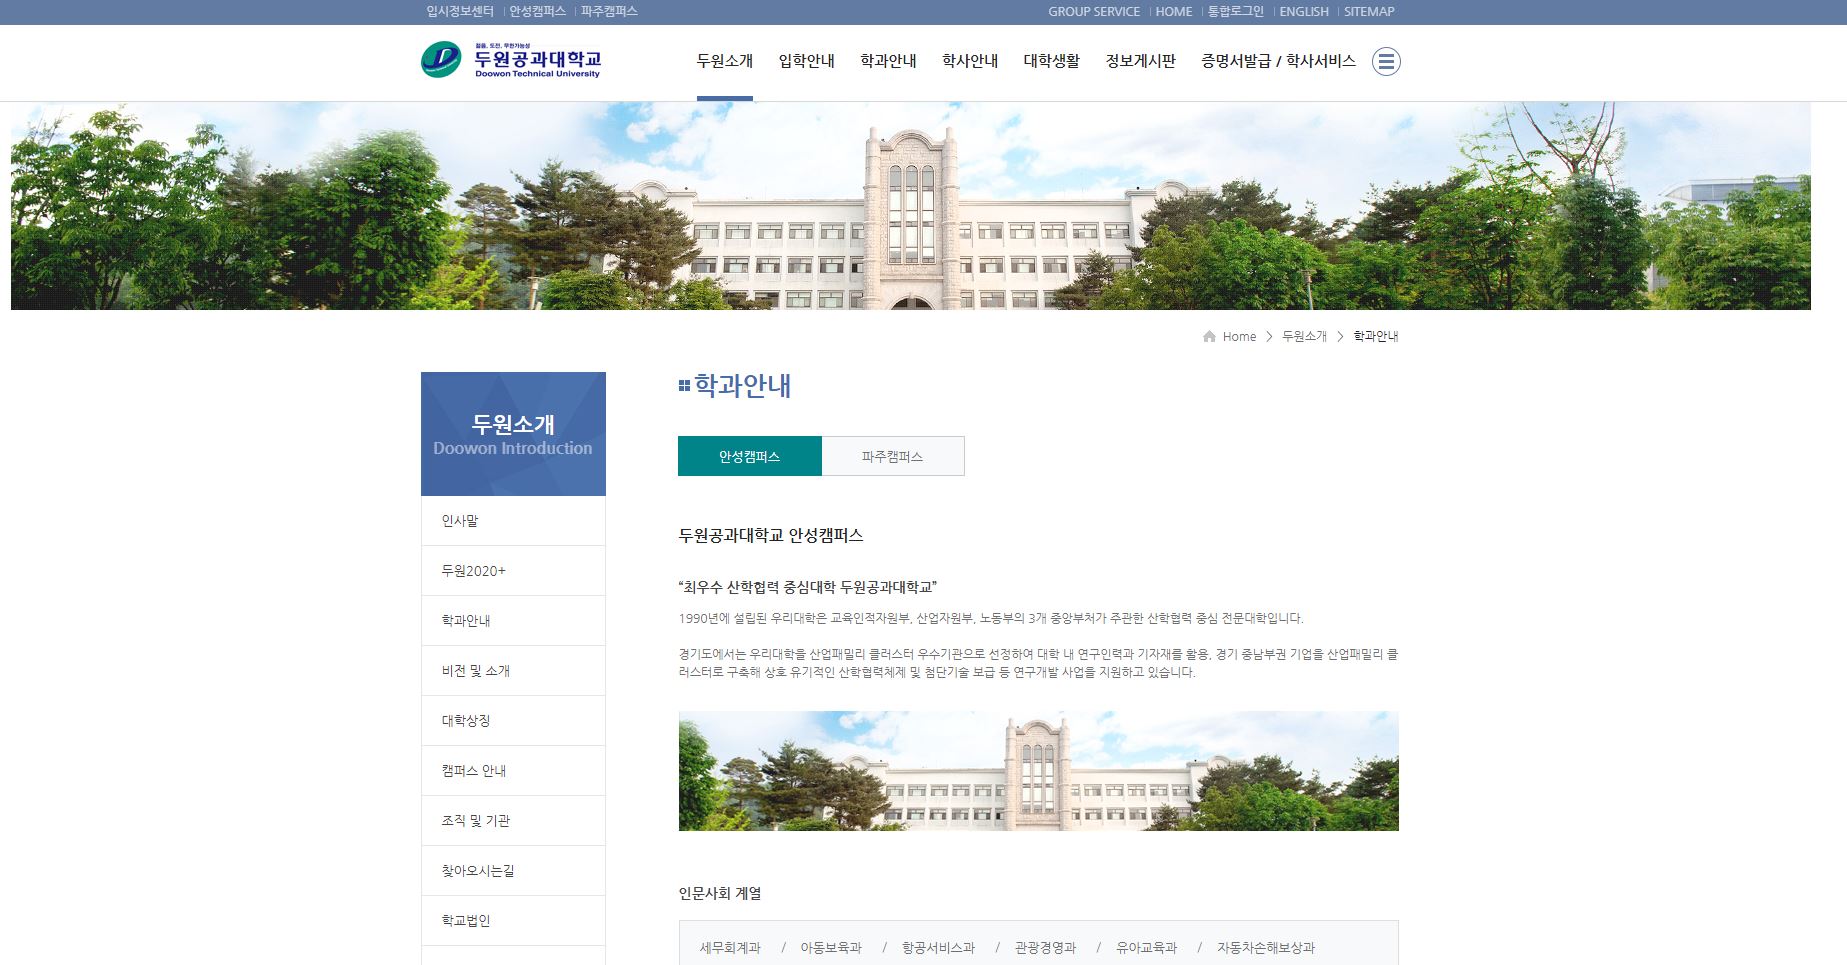 입시정보센터 안성캠퍼스 파주캠퍼스
GROUP SERVICE HOME 통합로그인 ENGLISH SITEMAP
젊음, 도전, 무한가능성
두원공과대학교
Doowon Technical University
두원소개 입학안내 학과안내 학사안내 대학생활 정보게시판 증명서발급 / 학사서비스
Home > 두원소개 > 학과안내
두원소개
Doowon Introduction
인사말
두원2020+
학과안내
비전 및 소개
대학상징
캠퍼스 안내
조직 및 기관
찾아오시는길
학교법인
학과안내
안성캠퍼스 파주캠퍼스
두원공과대학교 안성캠퍼스
“최우수 산학협력 중심대학 두원공과대학교”
1990년에 설립된 우리대학은 교육인적자원부, 산업자원부, 노동부의 3개 중앙부처가 주관한 산학협력 중심 전문대학입니다.
경기도에서는 우리대학을 산업패밀리 클러스터 우수기관으로 선정하여 대학 내 연구인력과 기자재를 활용, 경기 중남부권 기업을 산업패밀리 클
러스터로 구축해 상호 유기적인 산학협력체제 및 첨단기술 보급 등 연구개발 사업을 지원하고 있습니다.
인문사회 계열
세무회계과 / 아동보육과 / 항공서비스과 / 관광경영과 / 유아교육과 / 자동차손해보상과